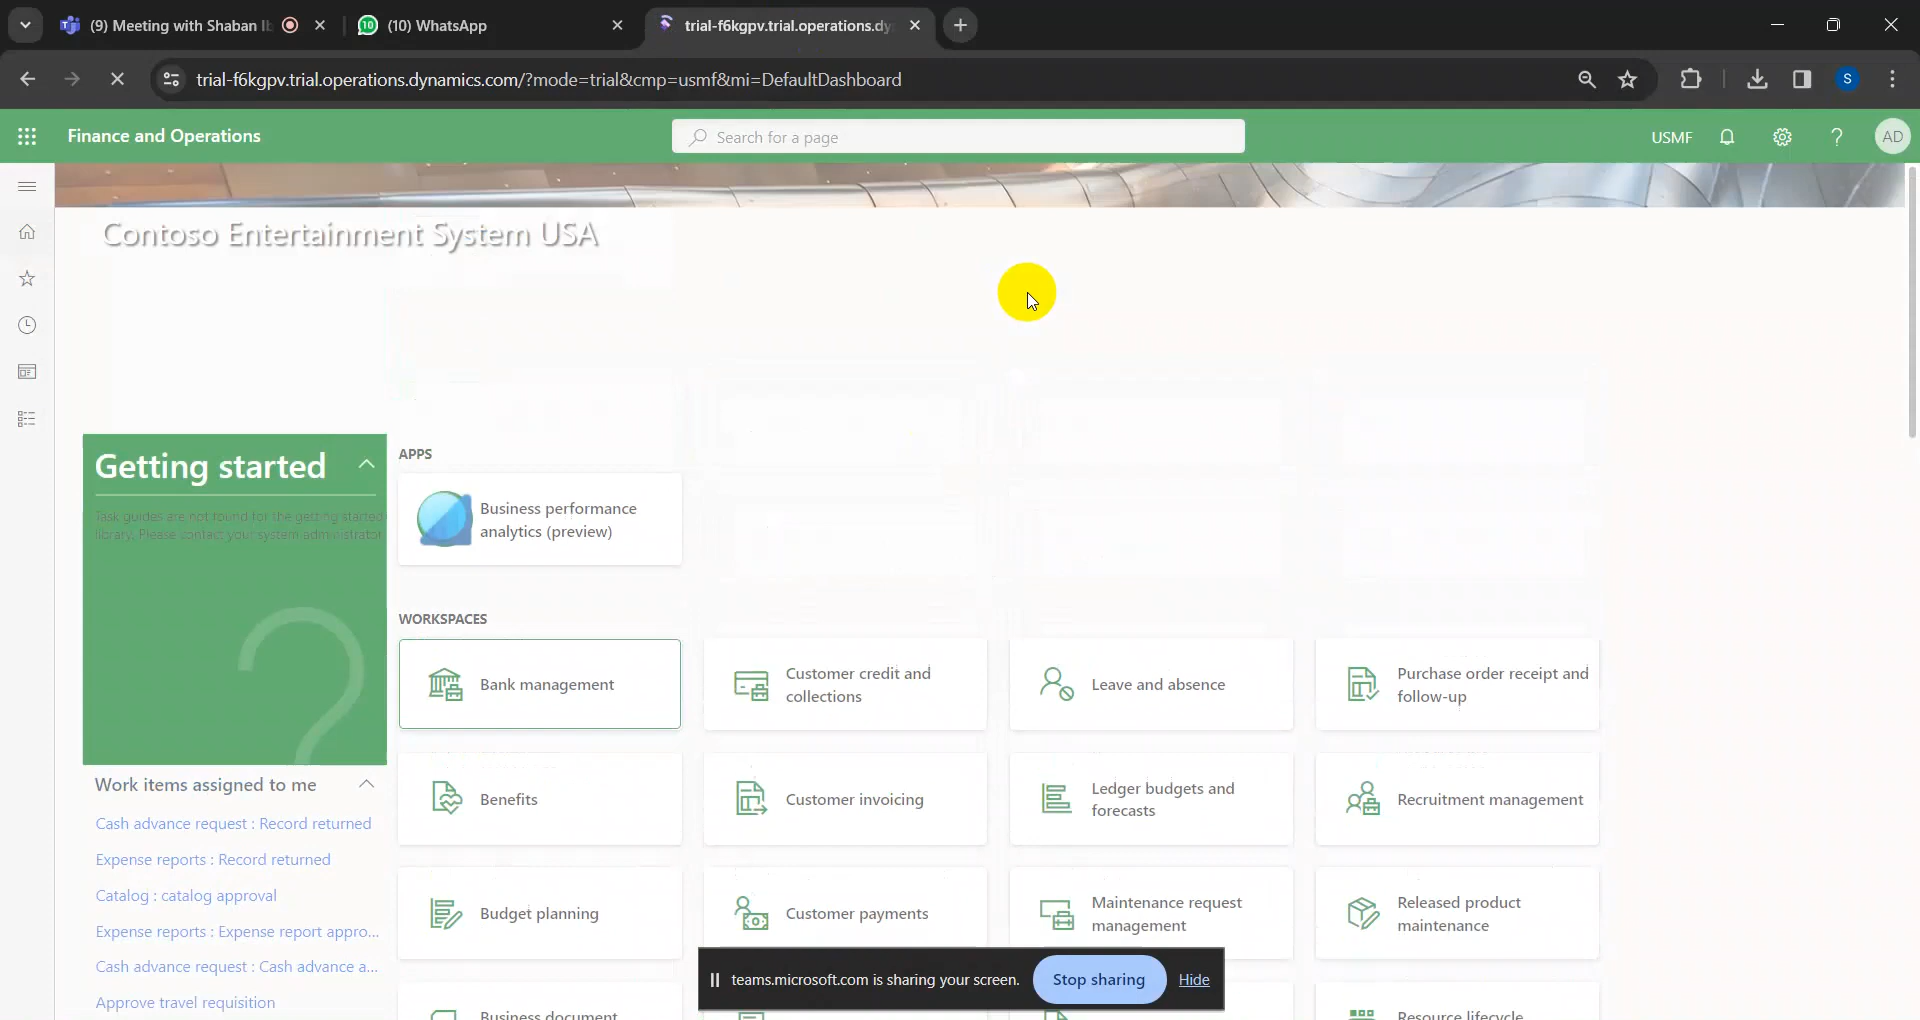 (9) Meeting with Shaban Ib
(10) WhatsApp
10
trial-f6kgpv.trial.operations.dy
trial-f6kgpv.trial.operations.dynamics.com/?mode=trial&cmp=usmf&mi=DefaultDashboard
S
Finance and Operations
Search for a page
USMF
?
AD
Contoso Entertainment System USA
Getting started
Task guides are not found for the getting started
library. Please contact your system administrator
?
Work items assigned to me
Cash advance request : Record returned
Expense reports : Record returned
Catalog : catalog approval
Expense reports : Expense report appro...
Cash advance request : Cash advance a...
Approve travel requisition
APPS
Business performance
analytics (preview)
WORKSPACES
Bank management
Customer credit and
collections
Leave and absence
Purchase order receipt and
follow-up
Benefits
Customer invoicing
Ledger budgets and
forecasts
Recruitment management
Budget planning
Customer payments
Maintenance request
management
Released product
maintenance
Business document
Resource lifecycle
teams.microsoft.com is sharing your screen.
Stop sharing
Hide